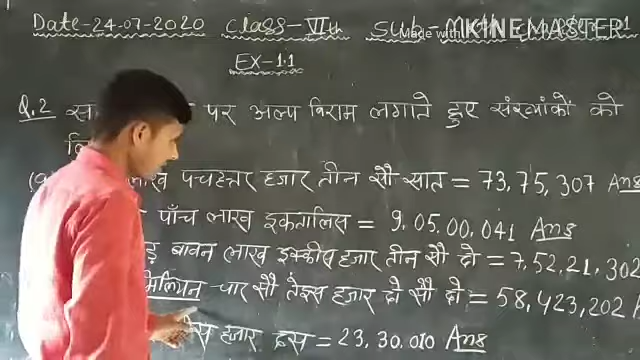 Date-24-07-2020 Class-VIth Sub-
Made with KINEMASTER
EX-1.1
Q.2 पर अल्प विराम लगाते हुए संख्यांकों को
लाख पचहत्तर हजार तीन सौ सात = 73,75,307 Ans
पाँच लाख इकतालिस = 9,05,00,041 Ans
बावन लाख इक्कीस हजार तीन सौ दो = 7,52,21,302
मिलियन चार सौ तेइस हजार दो सौ दो = 58,423,202
हजार दस = 23,30,010 Ans